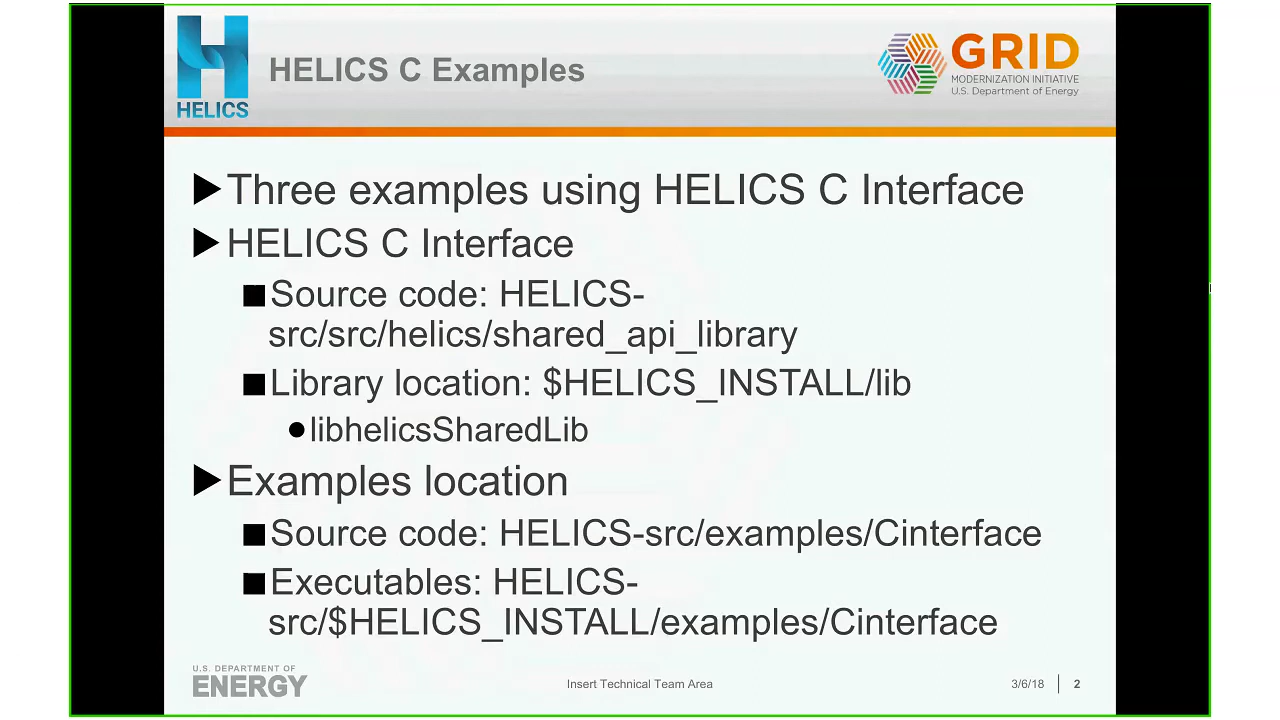 HELICS
HELICS C Examples
GRID
MODERNIZATION INITIATIVE
U.S. Department of Energy
▶Three examples using HELICS C Interface
▶HELICS C Interface
■Source code: HELICS-
src/src/helics/shared_api_library
■Library location: $HELICS_INSTALL/lib
●libhelicsSharedLib
▶Examples location
■Source code: HELICS-src/examples/Cinterface
■Executables: HELICS-
src/$HELICS_INSTALL/examples/Cinterface
U.S. DEPARTMENT OF
ENERGY
Insert Technical Team Area
3/6/18 | 2